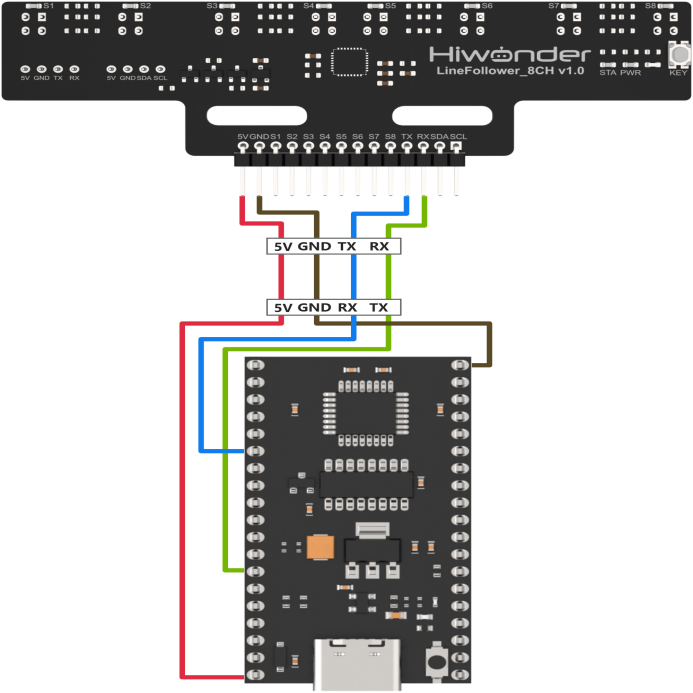 S1 S2 S3 S4 S5 S6 S7 S8
Hiwonder
LineFollower_8CH v1.0
5V GND TX RX 5V GND SDA SCL
STA PWR KEY
5V GND S1 S2 S3 S4 S5 S6 S7 S8 TX RX SDA SCL
5V GND TX RX
5V GND RX TX